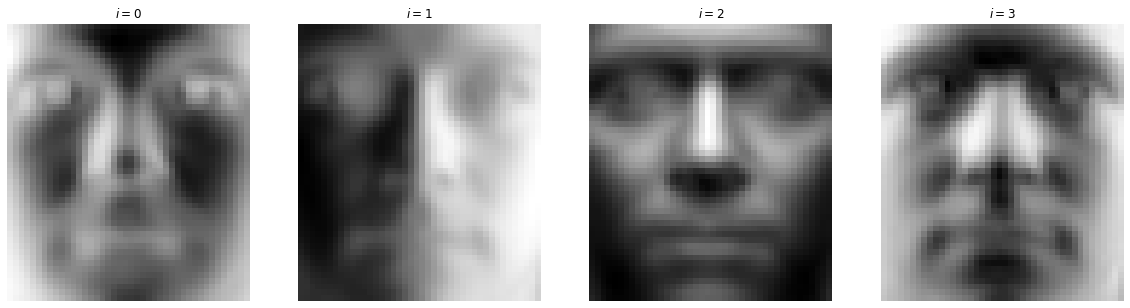 i = 0
i = 1
i = 2
i = 3